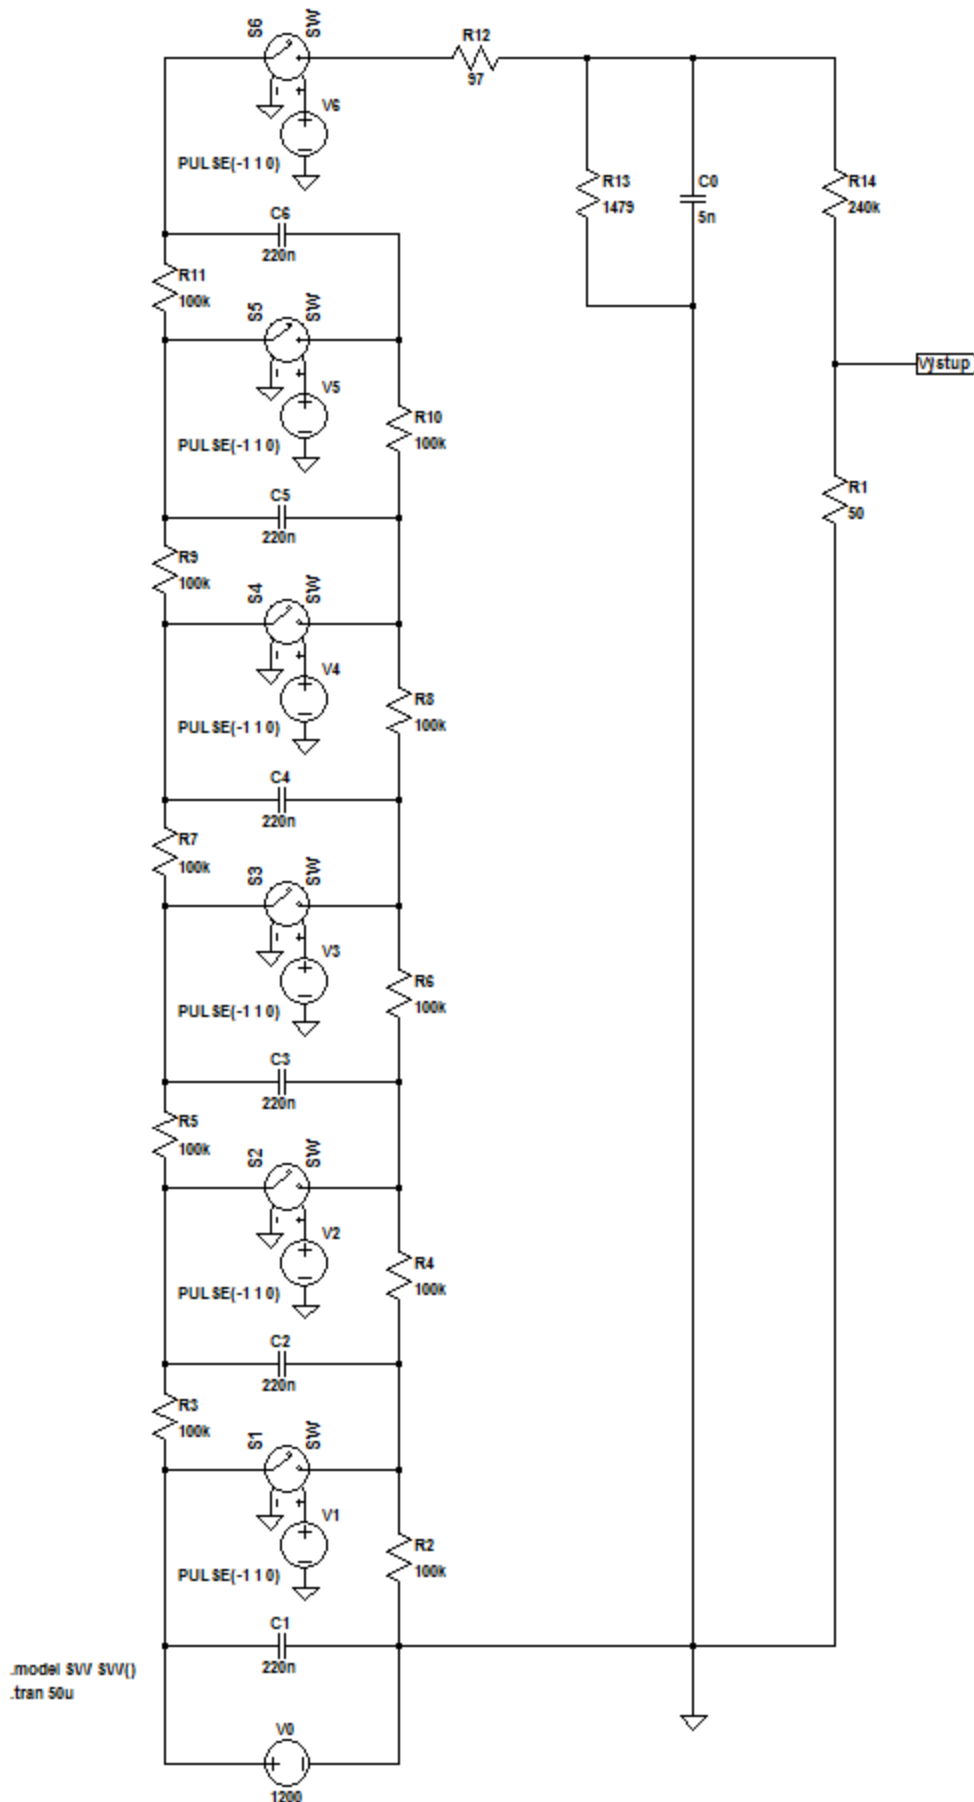 S6 SW
R12
97
V6
PULSE(-1 1 0)
R13
1479
C0
5n
R14
240k
C6
220n
R11
100k
S5 SW
V5
PULSE(-1 1 0)
Výstup
R10
100k
R1
50
C5
220n
R9
100k
S4 SW
V4
PULSE(-1 1 0)
R8
100k
C4
220n
R7
100k
S3 SW
V3
PULSE(-1 1 0)
R6
100k
C3
220n
R5
100k
S2 SW
V2
PULSE(-1 1 0)
R4
100k
C2
220n
R3
100k
S1 SW
V1
PULSE(-1 1 0)
R2
100k
C1
220n
.model SW SW()
.tran 50u
V0
1200